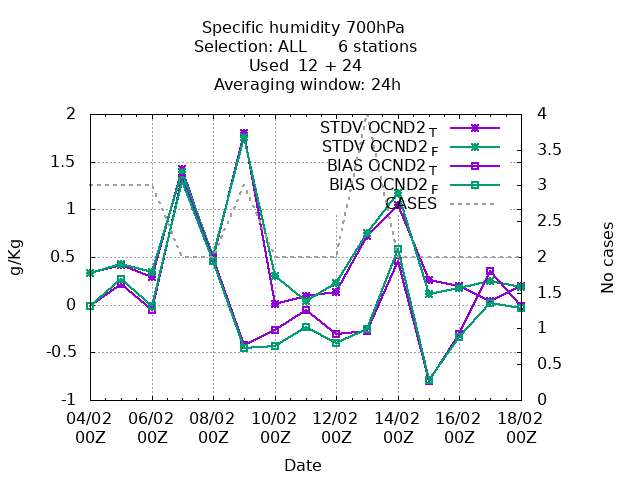 Specific humidity 700hPa
Selection: ALL      6 stations
Used  12 + 24
Averaging window: 24h
2
1.5
1
0.5
0
-0.5
-1
g/Kg
4
3.5
3
2.5
2
1.5
1
0.5
0
No cases
STDV OCND2 T
STDV OCND2 F
BIAS OCND2 T
BIAS OCND2 F
CASES
04/02 06/02 08/02 10/02 12/02 14/02 16/02 18/02
00Z 00Z 00Z 00Z 00Z 00Z 00Z 00Z
Date